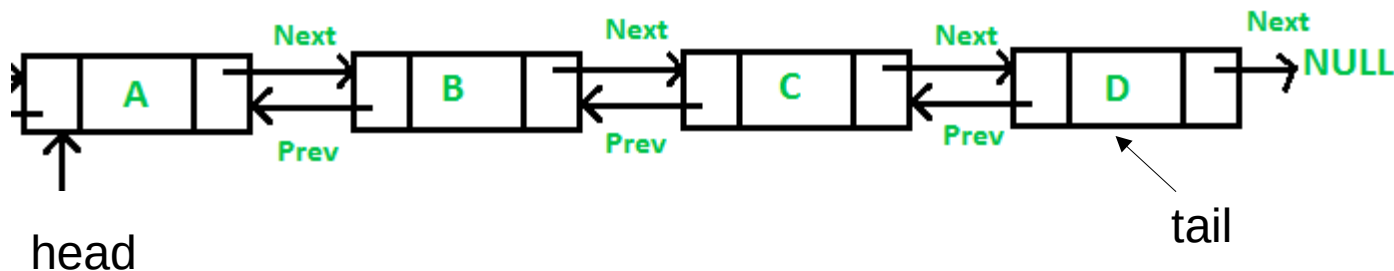 Next Next Next Next
A B C D NULL
Prev Prev Prev
head tail